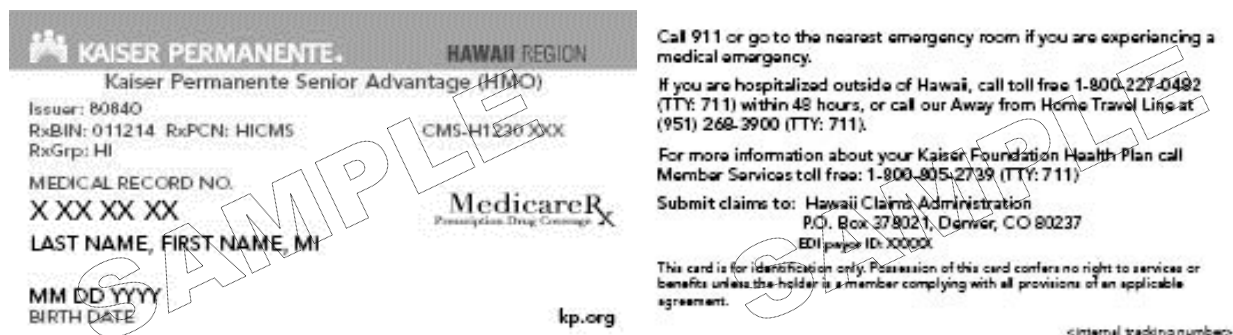 KAISER PERMANENTE® HAWAII REGION
Kaiser Permanente Senior Advantage (HMO)
Issuer: 80840
RxBIN: 011214 RxPCN: HICMS CMS-H1230 XXX
RxGrp: HI
MEDICAL RECORD NO.
X XX XX XX
MedicareRx
Prescription Drug Coverage
LAST NAME, FIRST NAME, MI
MM DD YYYY
BIRTH DATE kp.org
SAMPLE
Call 911 or go to the nearest emergency room if you are experiencing a
medical emergency.
If you are hospitalized outside of Hawaii, call toll free 1-800-227-0482
(TTY: 711) within 48 hours, or call our Away from Home Travel Line at
(951) 268-3900 (TTY: 711).
For more information about your Kaiser Foundation Health Plan call
Member Services toll free: 1-800-805-2739 (TTY: 711)
Submit claims to: Hawaii Claims Administration
P.O. Box 378021, Denver, CO 80237
EDI payor ID: XXXXX
This card is for identification only. Possession of this card confers no right to services or
benefits unless the holder is a member complying with all provisions of an applicable
agreement.
<internal tracking number>
SAMPLE